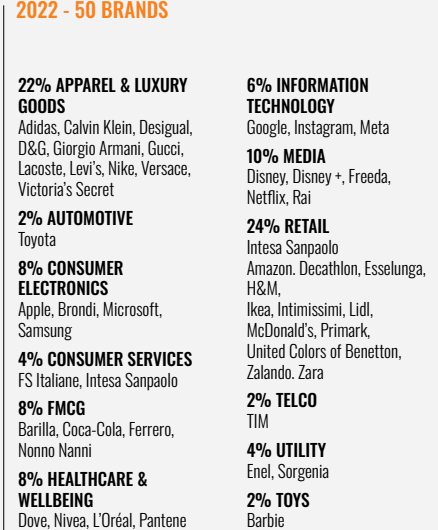 2022 - 50 BRANDS
22% APPAREL & LUXURY
GOODS
Adidas, Calvin Klein, Desigual,
D&G, Giorgio Armani, Gucci,
Lacoste, Levi's, Nike, Versace,
Victoria's Secret
2% AUTOMOTIVE
Toyota
8% CONSUMER
ELECTRONICS
Apple, Brondi, Microsoft,
Samsung
4% CONSUMER SERVICES
FS Italiane, Intesa Sanpaolo
8% FMCG
Barilla, Coca-Cola, Ferrero,
Nonno Nanni
8% HEALTHCARE &
WELLBEING
Dove, Nivea, L'Oréal, Pantene
6% INFORMATION
TECHNOLOGY
Google, Instagram, Meta
10% MEDIA
Disney, Disney +, Freeda,
Netflix, Rai
24% RETAIL
Intesa Sanpaolo
Amazon. Decathlon, Esselunga,
H&M,
Ikea, Intimissimi, Lidl,
McDonald's, Primark,
United Colors of Benetton,
Zalando. Zara
2% TELCO
TIM
4% UTILITY
Enel, Sorgenia
2% TOYS
Barbie